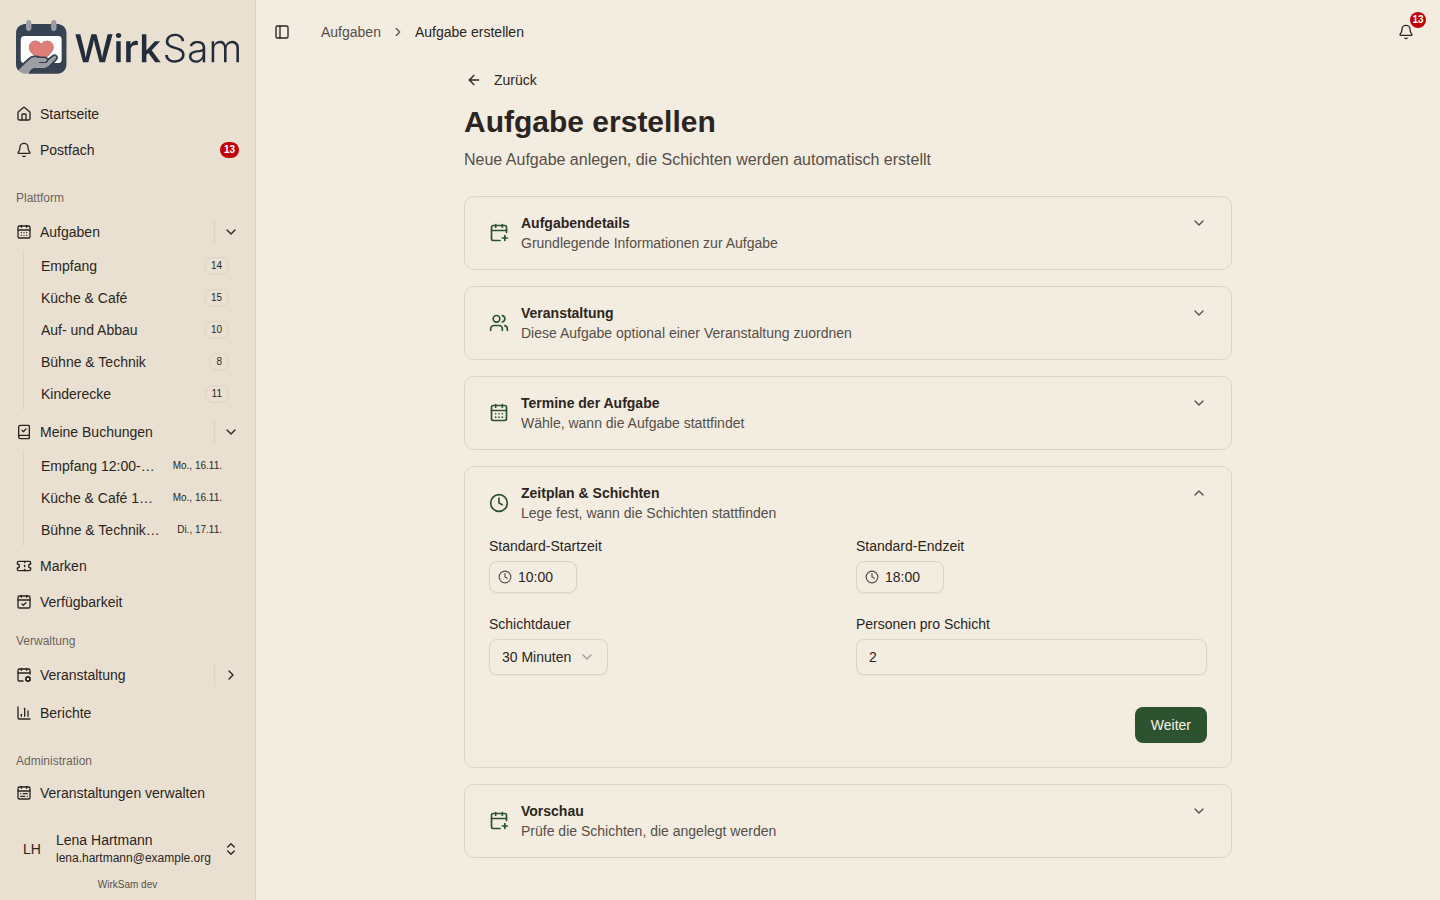 WirkSam
Startseite
Postfach
13
Plattform
Aufgaben
Empfang
14
Küche & Café
15
Auf- und Abbau
10
Bühne & Technik
8
Kinderecke
11
Meine Buchungen
Empfang 12:00-…
Mo., 16.11.
Küche & Café 1…
Mo., 16.11.
Bühne & Technik…
Di., 17.11.
Marken
Verfügbarkeit
Verwaltung
Veranstaltung
Berichte
Administration
Veranstaltungen verwalten
LH
Lena Hartmann
lena.hartmann@example.org
WirkSam dev
Aufgaben
Aufgabe erstellen
13
Zurück
Aufgabe erstellen
Neue Aufgabe anlegen, die Schichten werden automatisch erstellt
Aufgabendetails
Grundlegende Informationen zur Aufgabe
Veranstaltung
Diese Aufgabe optional einer Veranstaltung zuordnen
Termine der Aufgabe
Wähle, wann die Aufgabe stattfindet
Zeitplan & Schichten
Lege fest, wann die Schichten stattfinden
Standard-Startzeit
10:00
Standard-Endzeit
18:00
Schichtdauer
30 Minuten
Personen pro Schicht
2
Weiter
Vorschau
Prüfe die Schichten, die angelegt werden